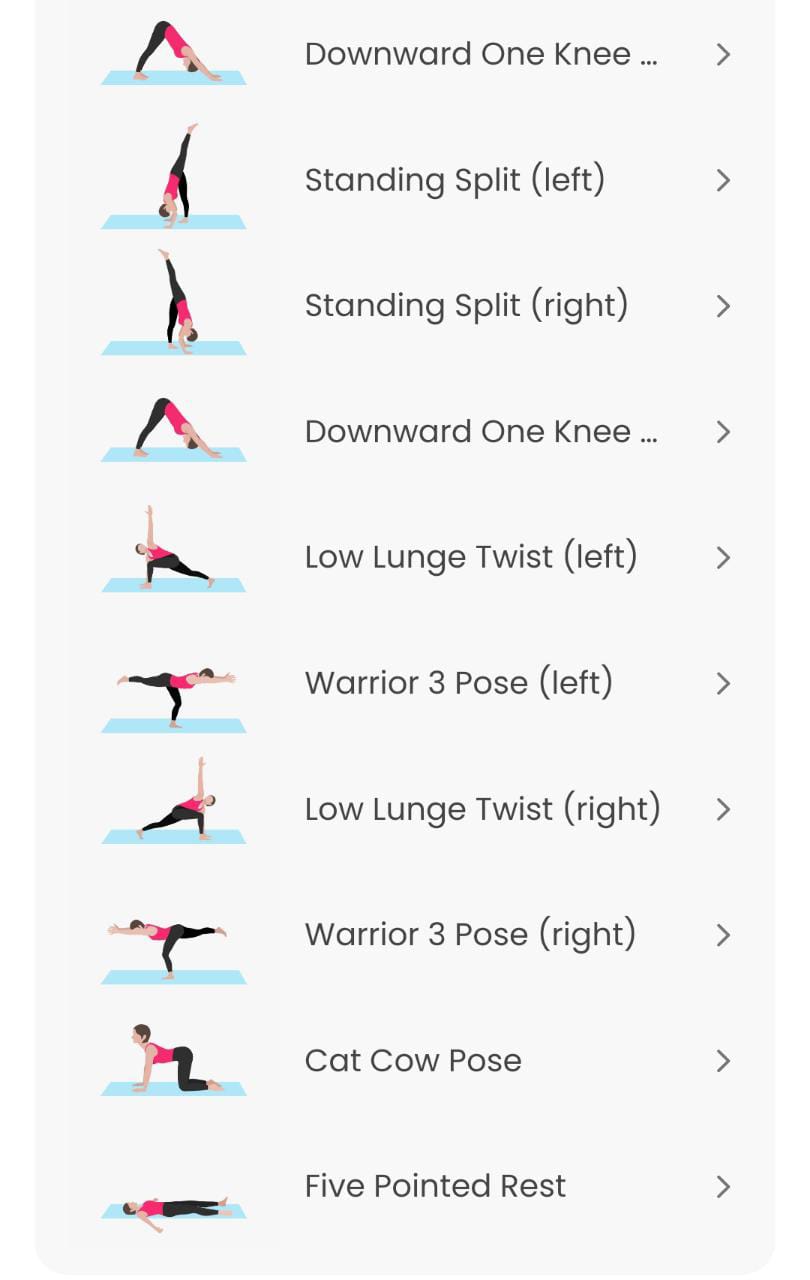 Downward One Knee ...
Standing Split (left)
Standing Split (right)
Downward One Knee ...
Low Lunge Twist (left)
Warrior 3 Pose (left)
Low Lunge Twist (right)
Warrior 3 Pose (right)
Cat Cow Pose
Five Pointed Rest